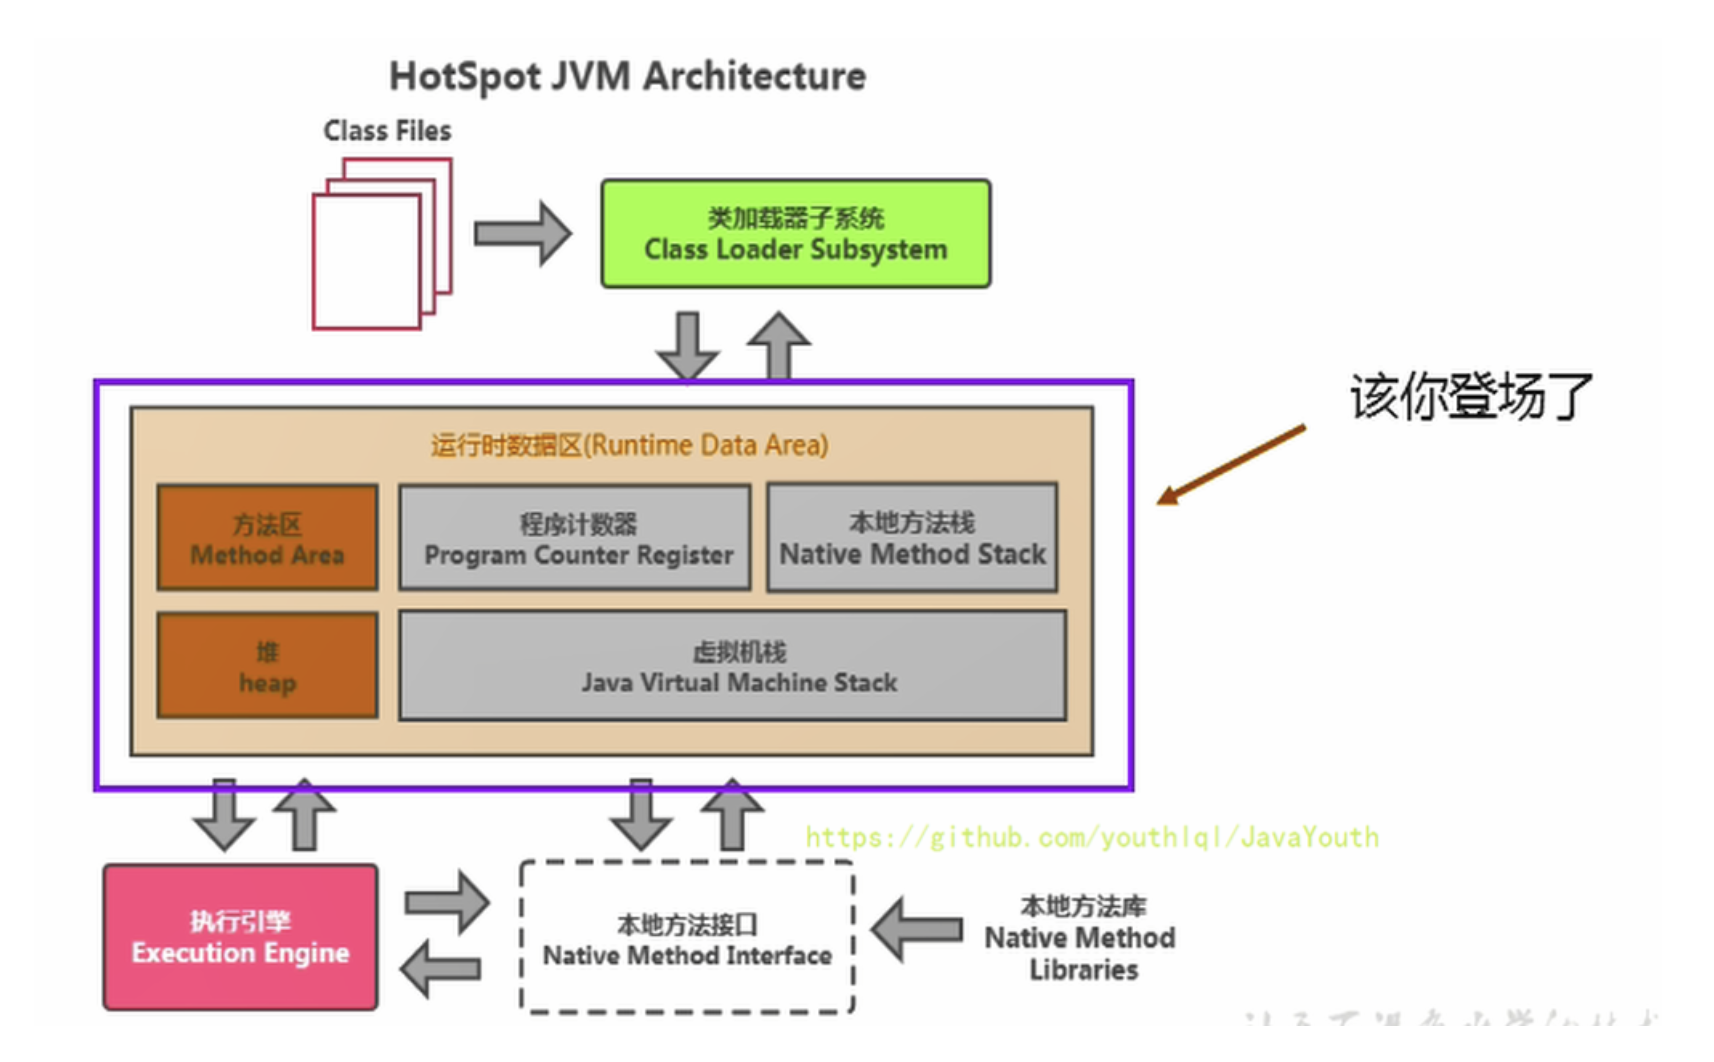 HotSpot JVM Architecture
Class Files
类加载器子系统
Class Loader Subsystem
该你登场了
运行时数据区(Runtime Data Area)
方法区
Method Area
程序计数器
Program Counter Register
本地方法栈
Native Method Stack
堆
heap
虚拟机栈
Java Virtual Machine Stack
https://github.com/youthlql/JavaYouth
执行引擎
Execution Engine
本地方法接口
Native Method Interface
本地方法库
Native Method
Libraries